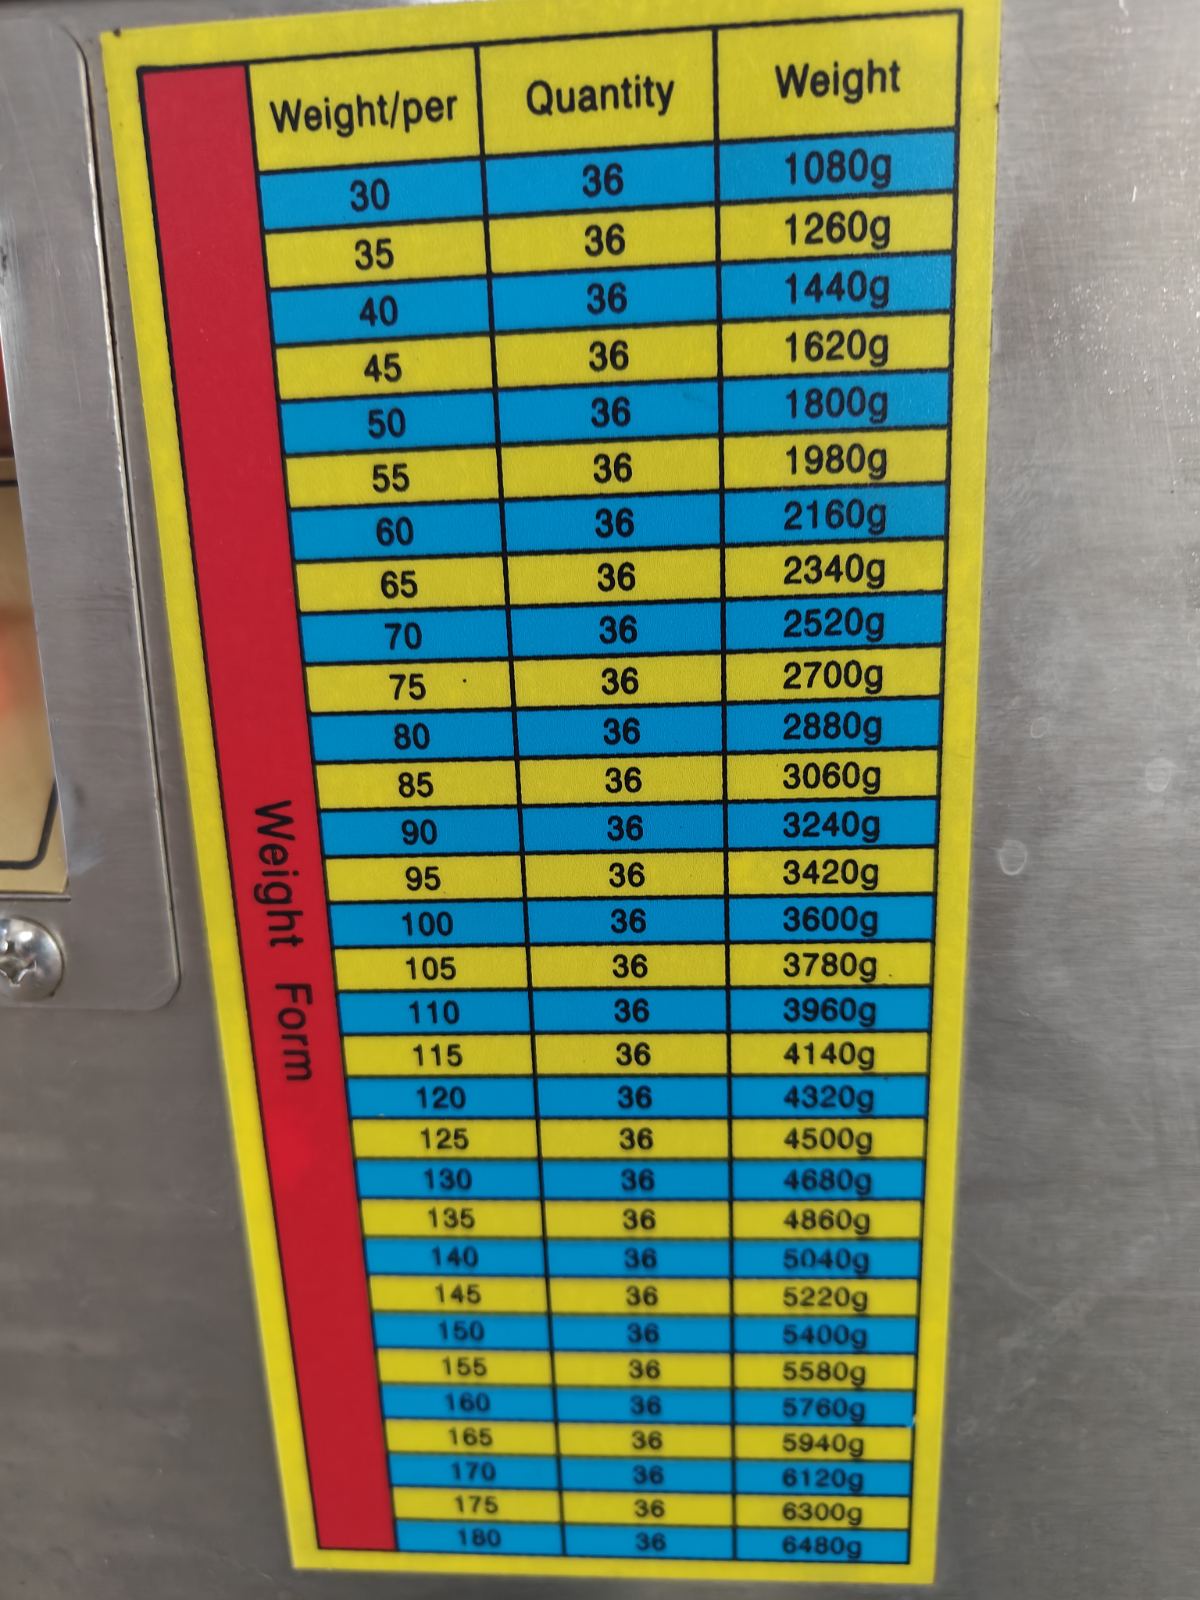 Weight/per Quantity Weight
30 36 1080g
35 36 1260g
40 36 1440g
45 36 1620g
50 36 1800g
55 36 1980g
60 36 2160g
65 36 2340g
70 36 2520g
75 36 2700g
80 36 2880g
85 36 3060g
90 36 3240g
95 36 3420g
100 36 3600g
105 36 3780g
110 36 3960g
115 36 4140g
120 36 4320g
125 36 4500g
130 36 4680g
135 36 4860g
140 36 5040g
145 36 5220g
150 36 5400g
155 36 5580g
160 36 5760g
165 36 5940g
170 36 6120g
175 36 6300g
180 36 6480g
Weight Form